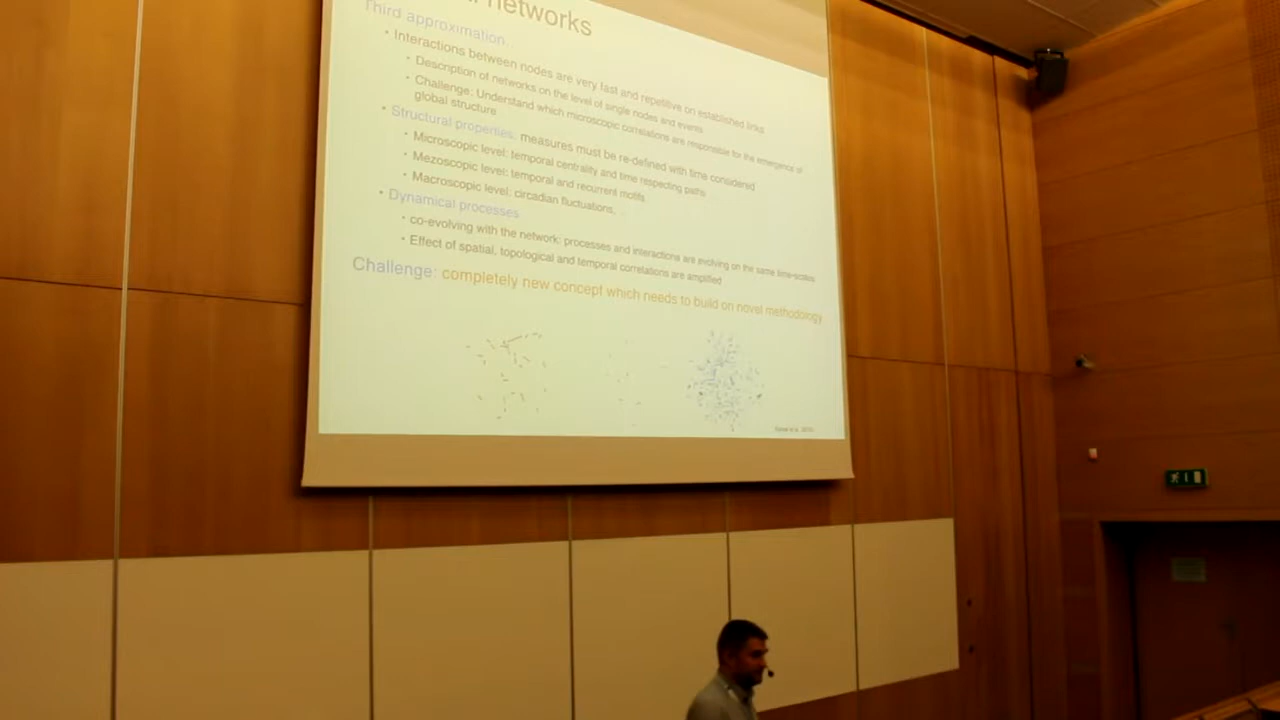 networks
Third approximation...
• Interactions between nodes are very fast and repetitive on established links
• Description of networks on the level of single nodes and events
• Challenge: Understand which microscopic correlations are responsible for the emergence of
global structure
• Structural properties: measures must be re-defined with time considered
• Microscopic level: temporal centrality and time respecting paths
• Mezoscopic level: temporal and recurrent motifs
• Macroscopic level: circadian fluctuations,
• Dynamical processes
• co-evolving with the network: processes and interactions are evolving on the same time-scales
• Effect of spatial, topological and temporal correlations are amplified
Challenge: completely new concept which needs to build on novel methodology